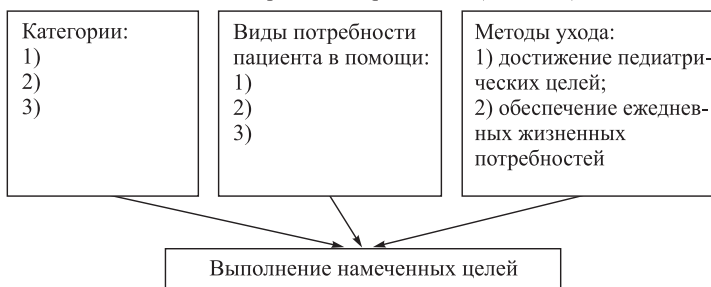 Категории:
1)
2)
3)
Виды потребности
пациента в помощи:
1)
2)
3)
Методы ухода:
1) достижение педиатри-
ческих целей;
2) обеспечение ежеднев-
ных жизненных
потребностей
Выполнение намеченных целей